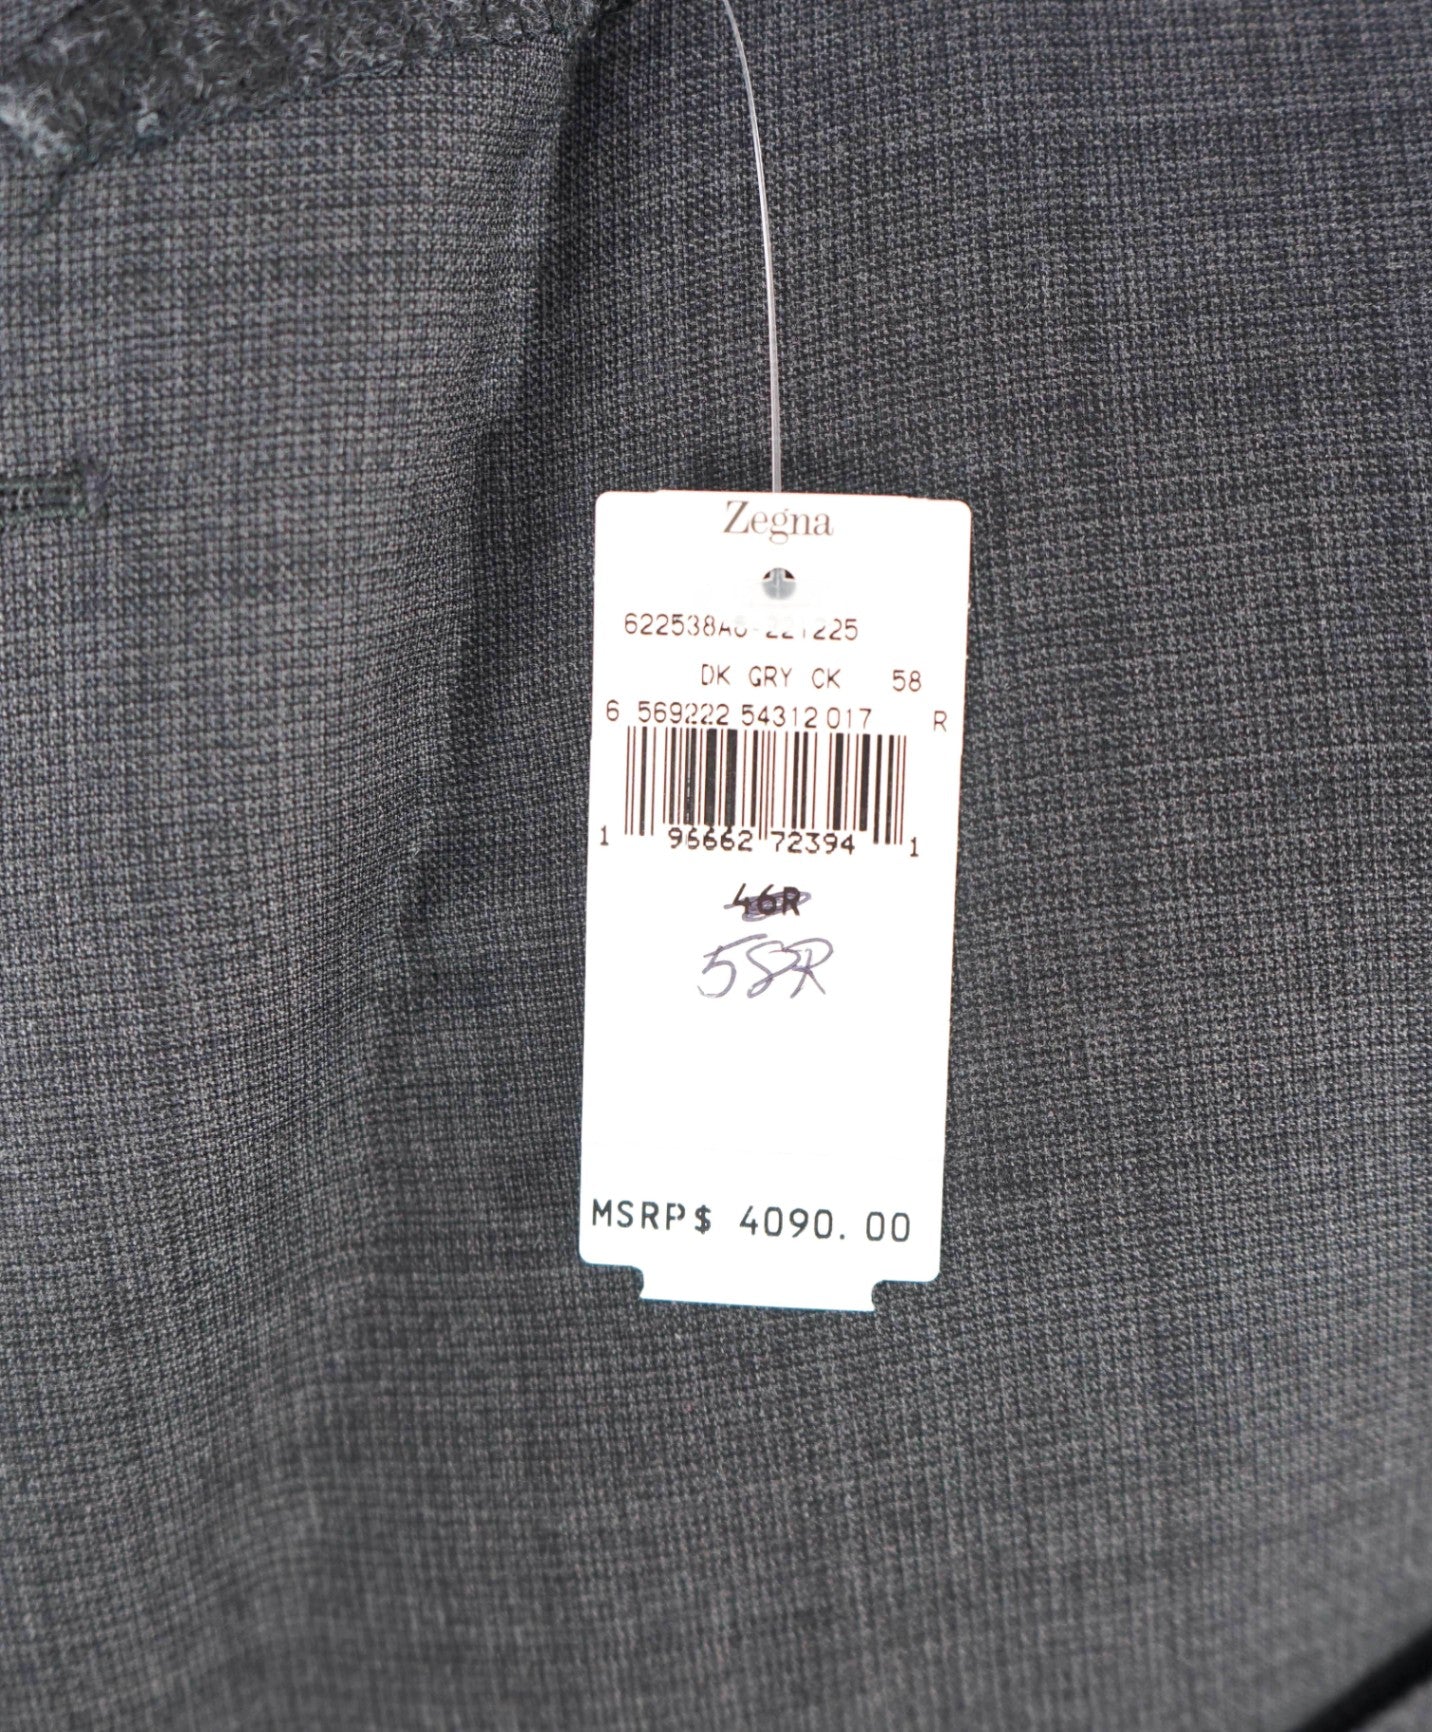 Zegna
622538A6-221225
DK GRY CK 58
6 569222 54312 017 R
1 96662 72394 1
46R
58R
MSRP$ 4090.00